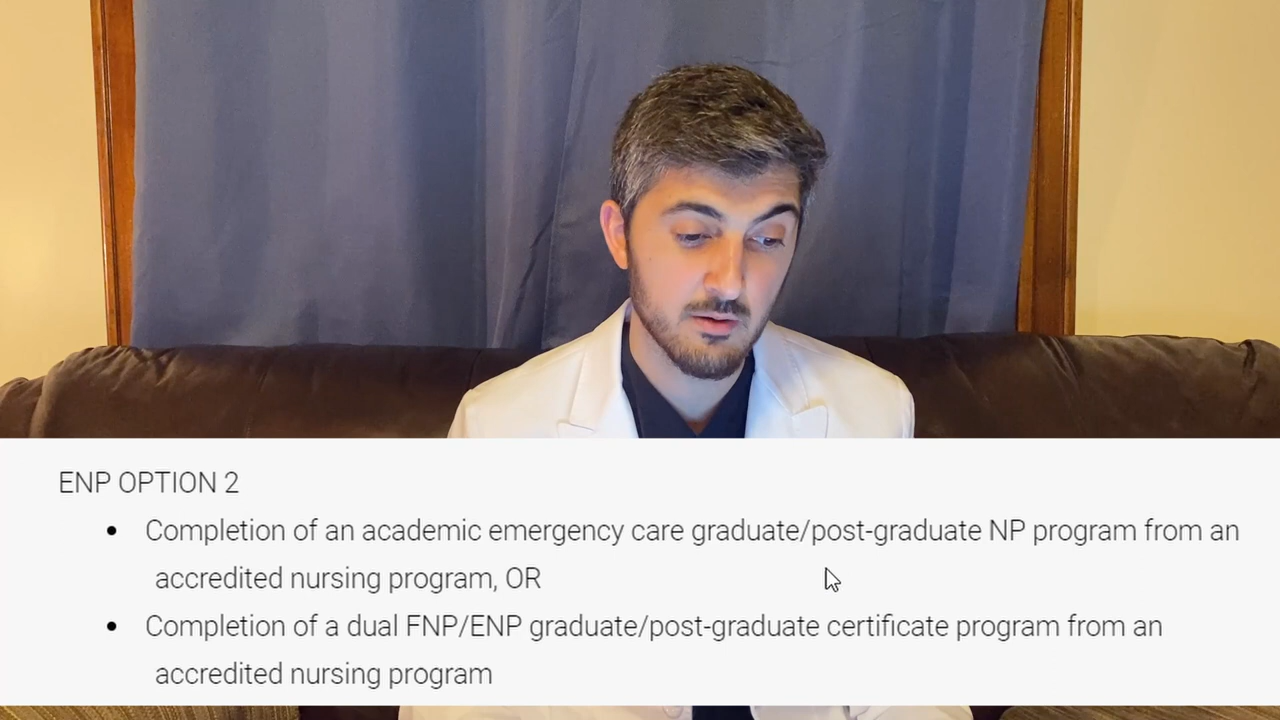 ENP OPTION 2
• Completion of an academic emergency care graduate/post-graduate NP program from an
accredited nursing program, OR
• Completion of a dual FNP/ENP graduate/post-graduate certificate program from an
accredited nursing program